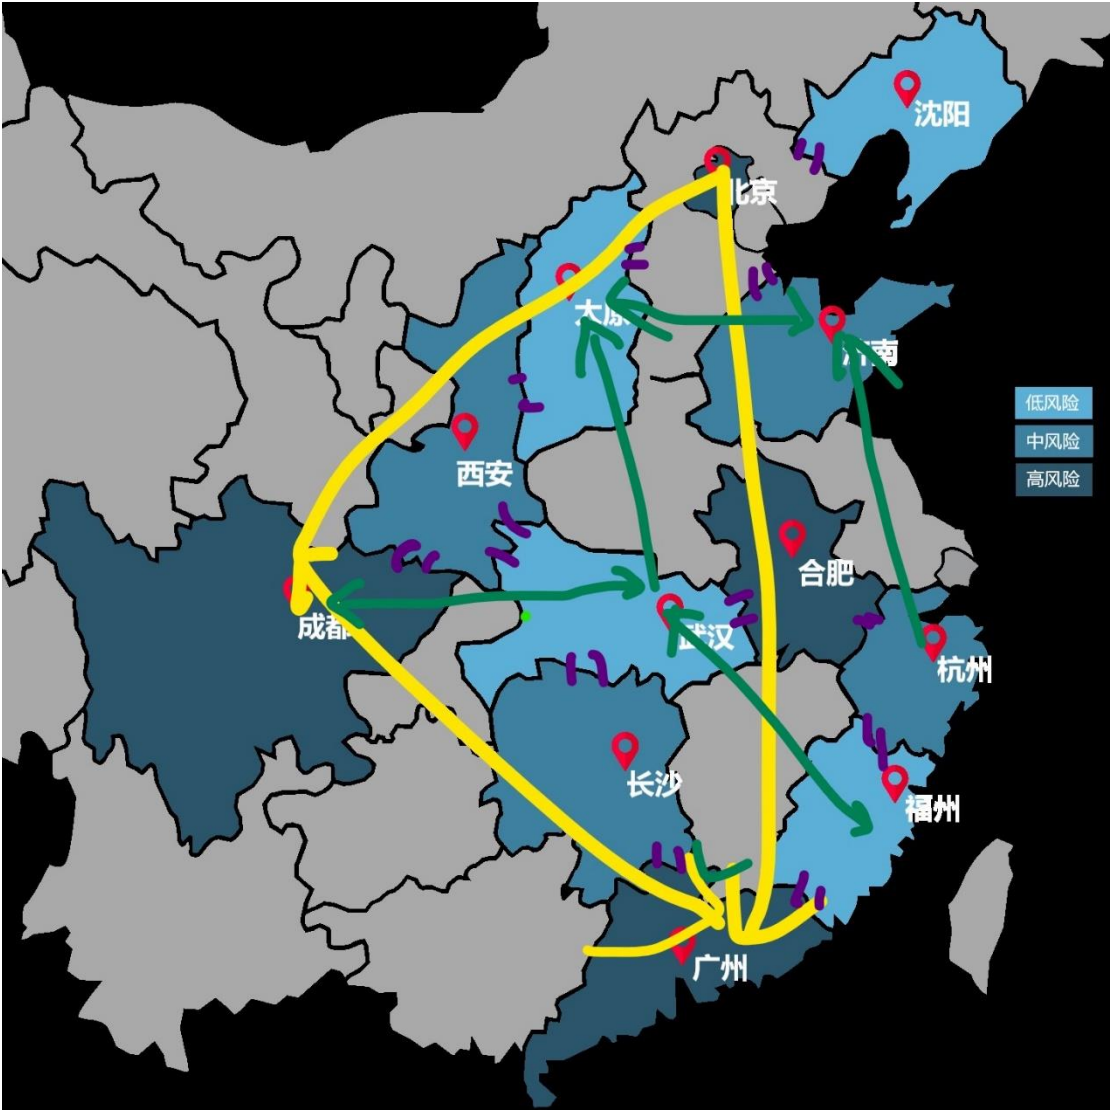 沈阳
北京
太原
济南
低风险
中风险
高风险
西安
合肥
成都
武汉
杭州
长沙
福州
广州